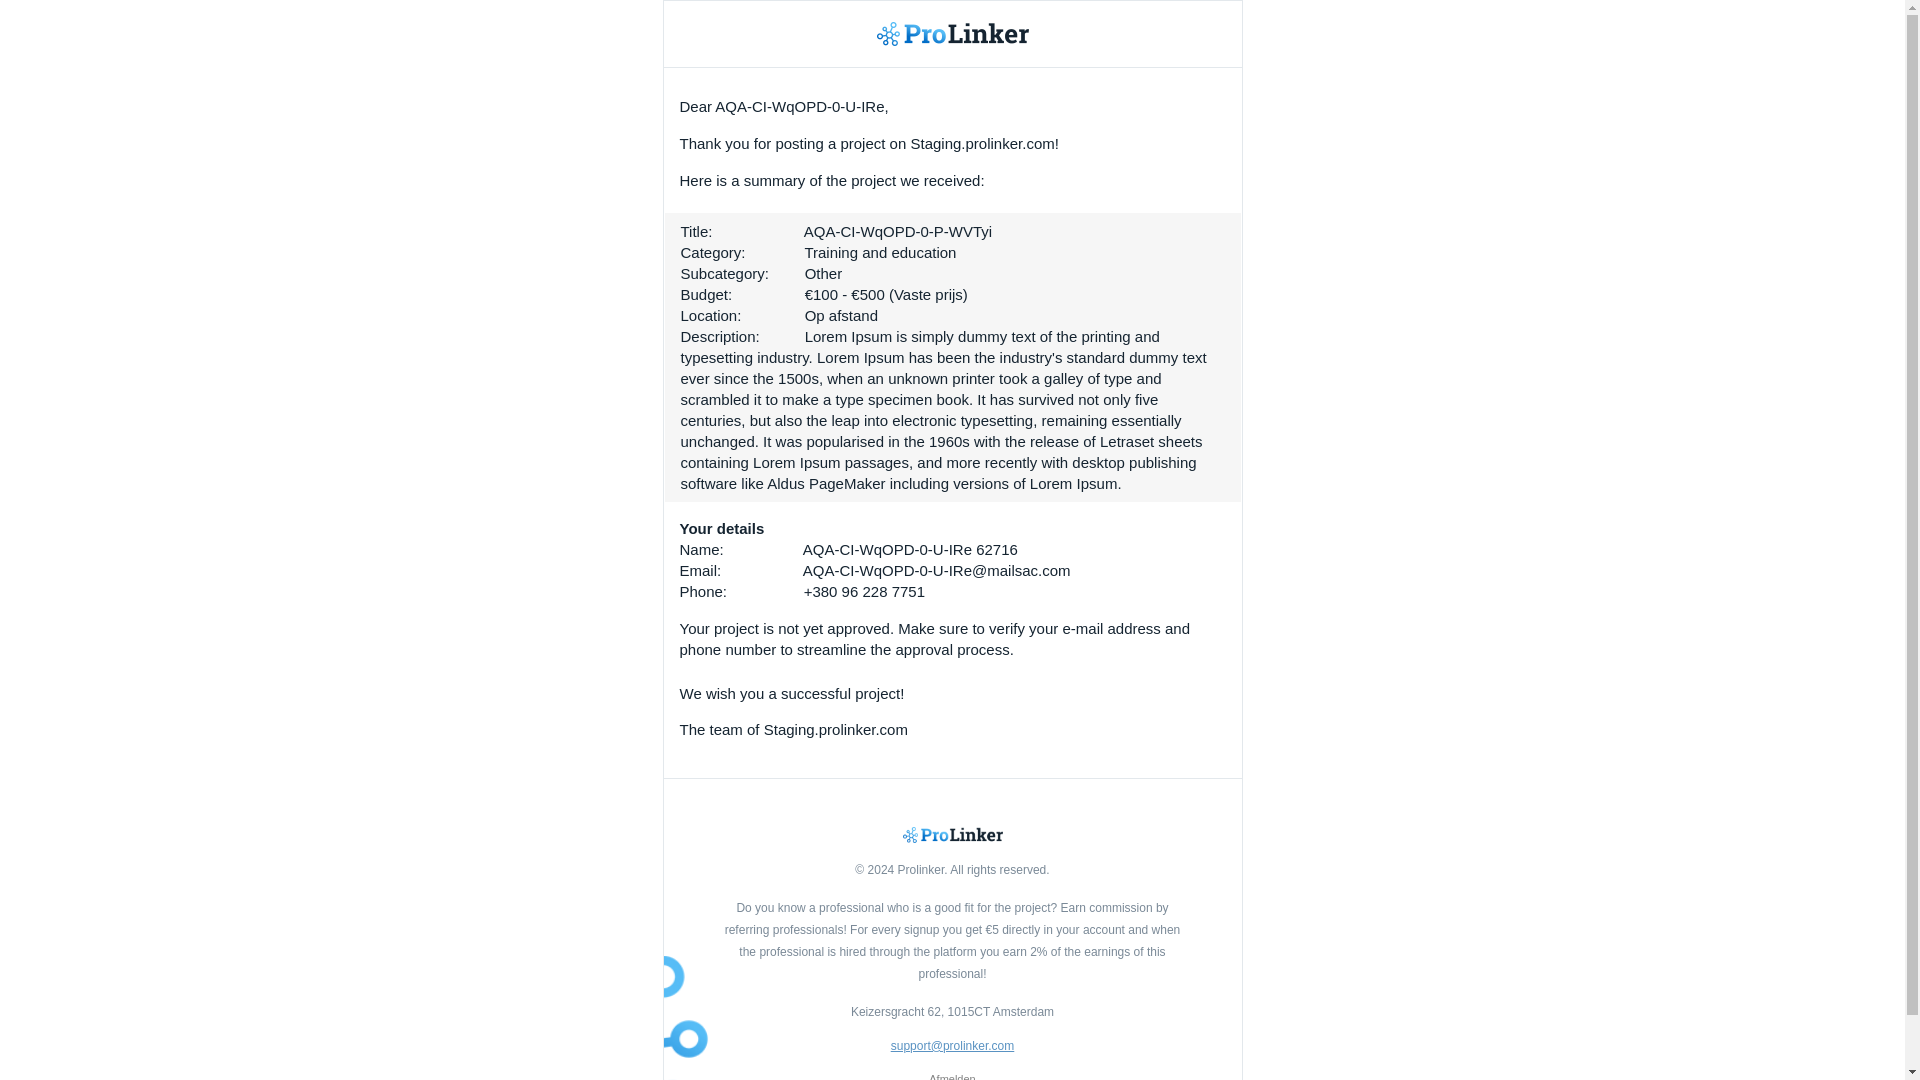 ProLinker
Dear AQA-CI-WqOPD-0-U-IRe,
Thank you for posting a project on Staging.prolinker.com!
Here is a summary of the project we received:
Title: AQA-CI-WqOPD-0-P-WVTyi
Category: Training and education
Subcategory: Other
Budget: €100 - €500 (Vaste prijs)
Location: Op afstand
Description: Lorem Ipsum is simply dummy text of the printing and
typesetting industry. Lorem Ipsum has been the industry's standard dummy text
ever since the 1500s, when an unknown printer took a galley of type and
scrambled it to make a type specimen book. It has survived not only five
centuries, but also the leap into electronic typesetting, remaining essentially
unchanged. It was popularised in the 1960s with the release of Letraset sheets
containing Lorem Ipsum passages, and more recently with desktop publishing
software like Aldus PageMaker including versions of Lorem Ipsum.
Your details
Name: AQA-CI-WqOPD-0-U-IRe 62716
Email: AQA-CI-WqOPD-0-U-IRe@mailsac.com
Phone: +380 96 228 7751
Your project is not yet approved. Make sure to verify your e-mail address and
phone number to streamline the approval process.
We wish you a successful project!
The team of Staging.prolinker.com
ProLinker
© 2024 Prolinker. All rights reserved.
Do you know a professional who is a good fit for the project? Earn commission by
referring professionals! For every signup you get €5 directly in your account and when
the professional is hired through the platform you earn 2% of the earnings of this
professional!
Keizersgracht 62, 1015CT Amsterdam
support@prolinker.com
Afmelden